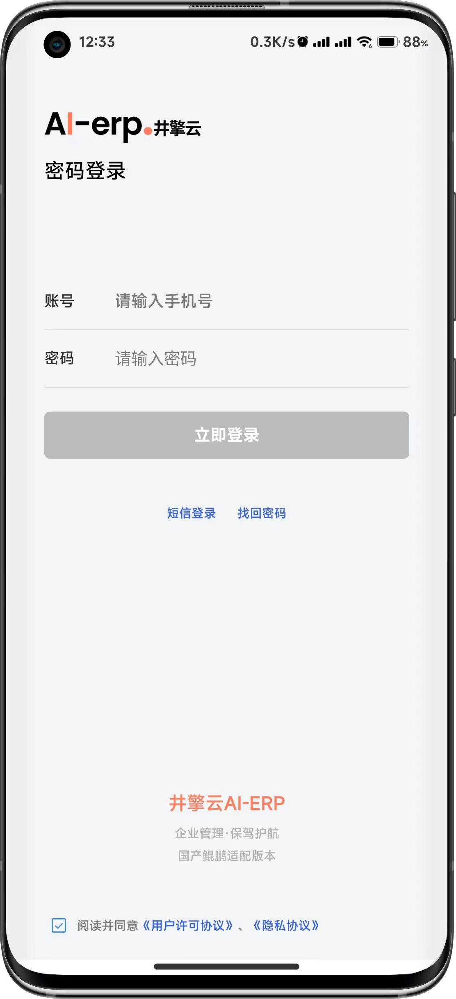 12:33 0.3K/s 6 88%
AI-erp.井擎云
密码登录
账号 请输入手机号
密码 请输入密码
立即登录
短信登录 找回密码
井擎云AI-ERP
企业管理·保驾护航
国产鲲鹏适配版本
阅读并同意《用户许可协议》、《隐私协议》